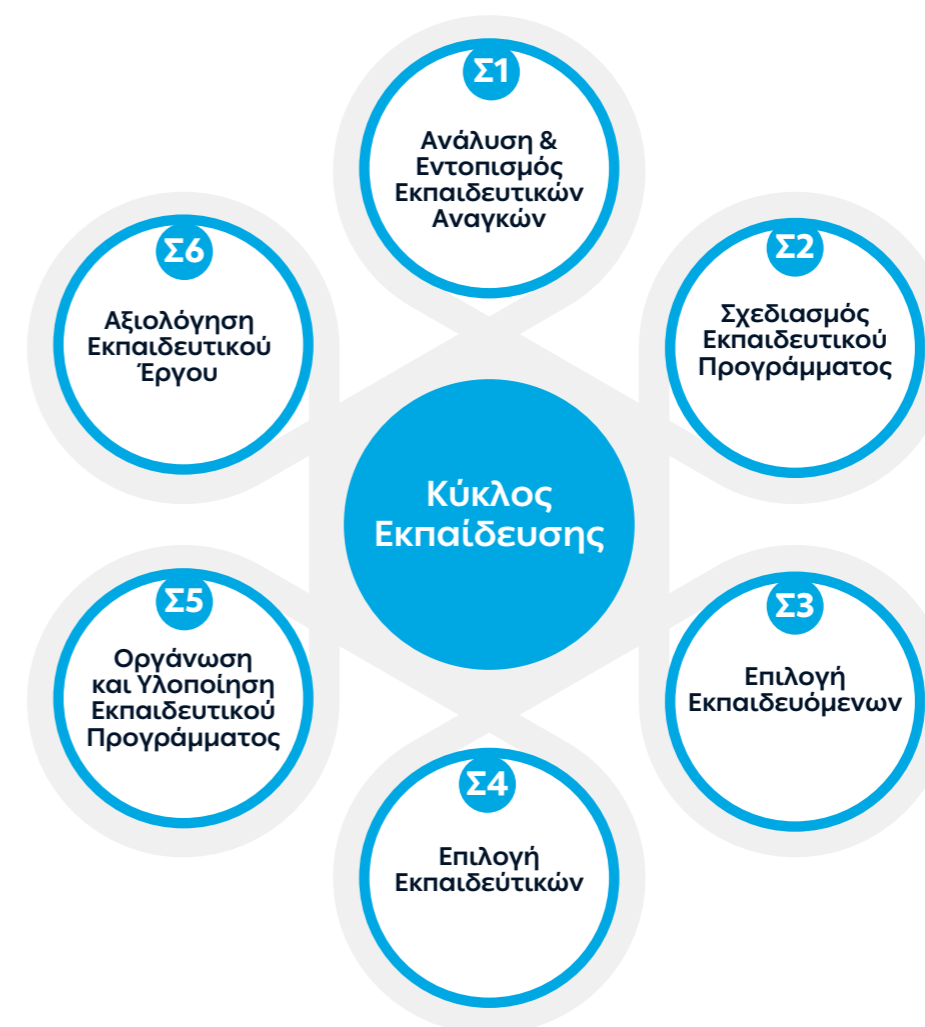 Σ1
Ανάλυση &
Εντοπισμός
Εκπαιδευτικών
Αναγκών
Σ2
Σχεδιασμός
Εκπαιδευτικού
Προγράμματος
Σ3
Επιλογή
Εκπαιδευόμενων
Σ4
Επιλογή
Εκπαιδεύτικών
Σ5
Οργάνωση
και Υλοποίηση
Εκπαιδευτικού
Προγράμματος
Σ6
Αξιολόγηση
Εκπαιδευτικού
Έργου
Κύκλος
Εκπαίδευσης